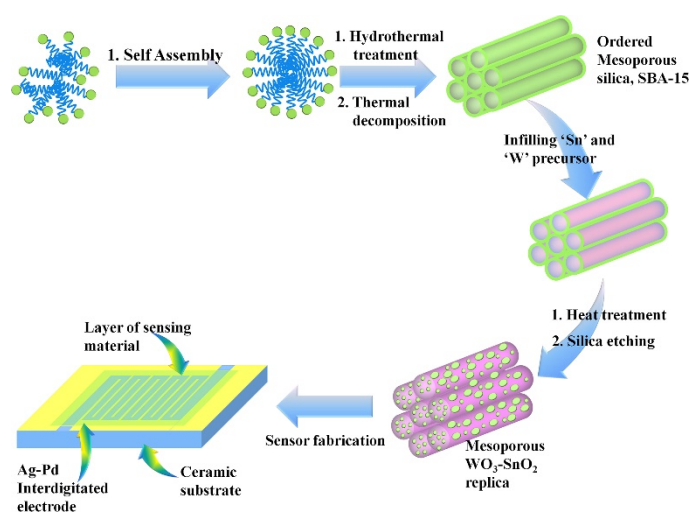 1. Self Assembly
1. Hydrothermal
treatment
2. Thermal
decomposition
Ordered
Mesoporous
silica, SBA-15
Infilling ‘Sn’ and
‘W’ precursor
1. Heat treatment
2. Silica etching
Mesoporous
WO₃-SnO₂
replica
Sensor fabrication
Layer of sensing
material
Ag-Pd
Interdigitated
electrode
Ceramic
substrate